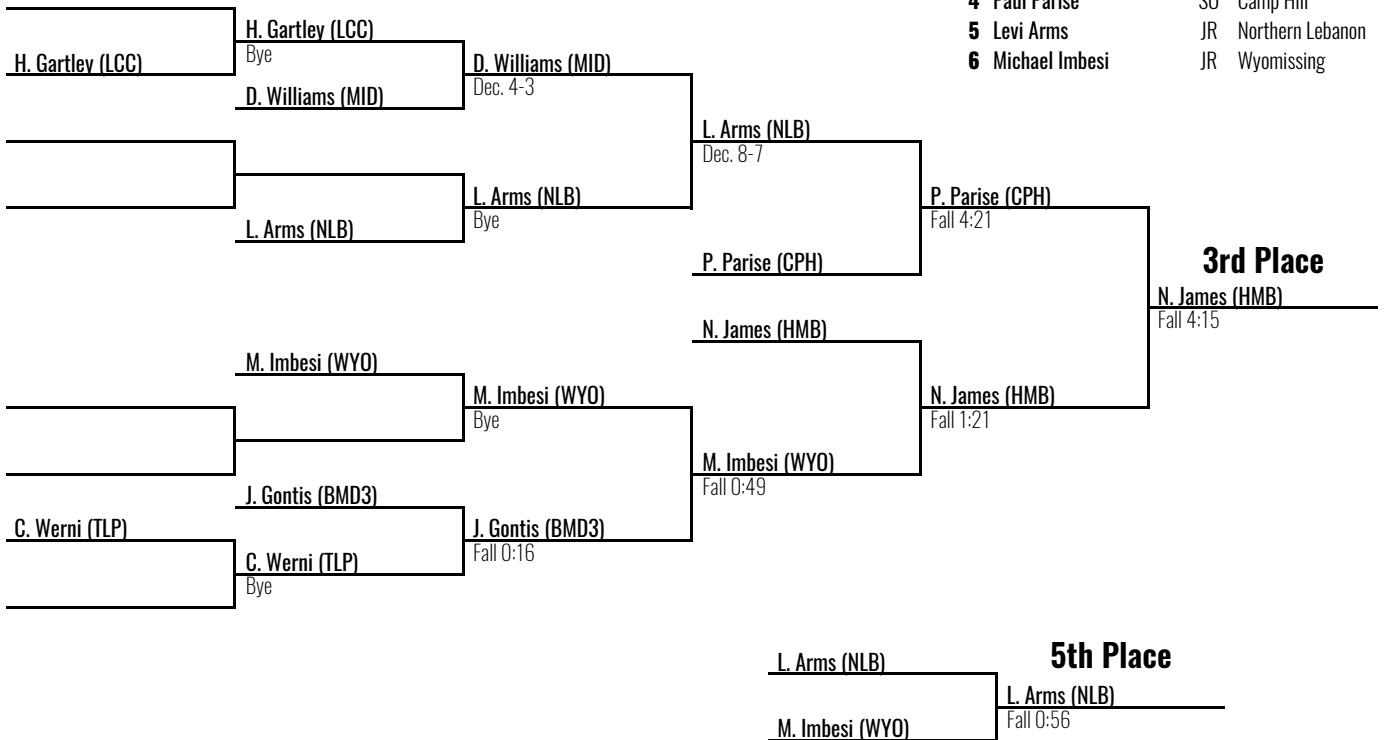 4 Paul Parise SO Camp Hill
5 Levi Arms JR Northern Lebanon
6 Michael Imbesi JR Wyomissing
H. Gartley (LCC)
H. Gartley (LCC)
Bye
D. Williams (MID)
D. Williams (MID)
Dec. 4-3
L. Arms (NLB)
L. Arms (NLB)
Bye
L. Arms (NLB)
Dec. 8-7
P. Parise (CPH)
P. Parise (CPH)
Fall 4:21
3rd Place
N. James (HMB)
Fall 4:15
N. James (HMB)
N. James (HMB)
Fall 1:21
M. Imbesi (WYO)
M. Imbesi (WYO)
Bye
M. Imbesi (WYO)
Fall 0:49
J. Gontis (BMD3)
J. Gontis (BMD3)
Fall 0:16
C. Werni (TLP)
C. Werni (TLP)
Bye
5th Place
L. Arms (NLB)
L. Arms (NLB)
Fall 0:56
M. Imbesi (WYO)